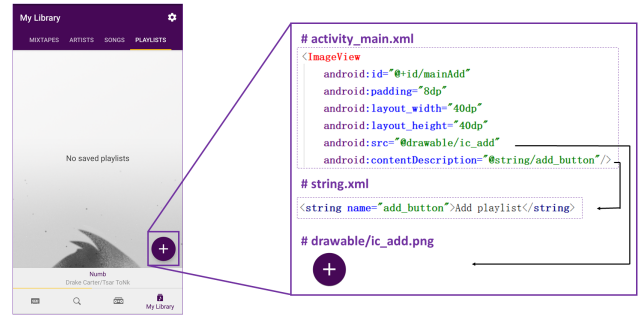 My Library
MIXTAPES ARTISTS SONGS PLAYLISTS
No saved playlists
Numb
Drake Carter/Tsar ToNk
My Library
# activity_main.xml
<ImageView
android:id="@+id/mainAdd"
android:padding="8dp"
android:layout_width="40dp"
android:layout_height="40dp"
android:src="@drawable/ic_add"
android:contentDescription="@string/add_button"/>
# string.xml
<string name="add_button">Add playlist</string>
# drawable/ic_add.png